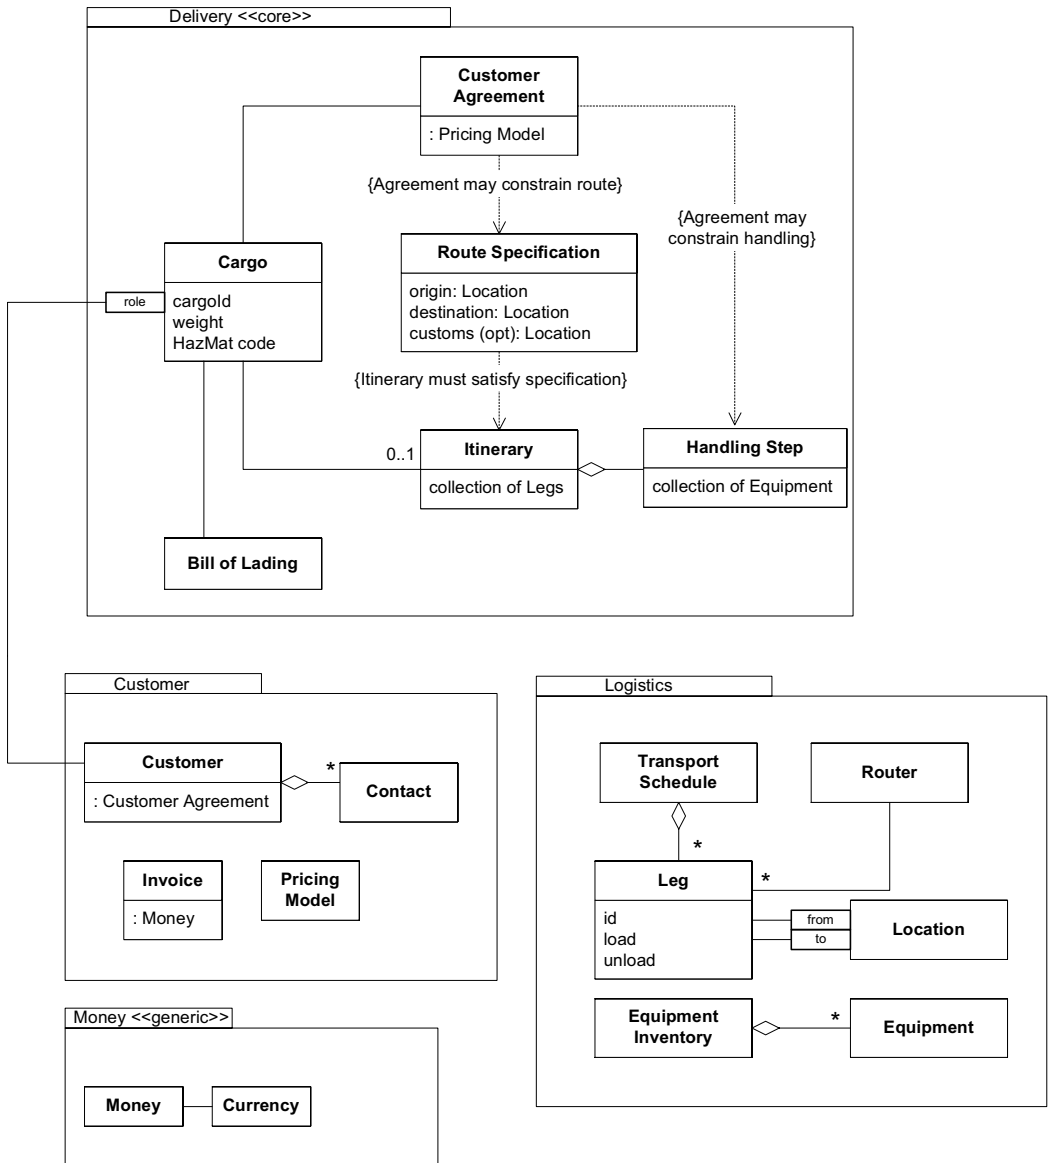 Delivery <<core>>
Customer
Agreement
: Pricing Model
{Agreement may constrain route}
{Agreement may
constrain handling}
Cargo
role
cargoId
weight
HazMat code
Route Specification
origin: Location
destination: Location
customs (opt): Location
{Itinerary must satisfy specification}
0..1
Itinerary
collection of Legs
Handling Step
collection of Equipment
Bill of Lading
Customer
Customer
: Customer Agreement
*
Contact
Invoice
: Money
Pricing
Model
Logistics
Transport
Schedule
Router
*
Leg
*
id
load
unload
from
to
Location
Equipment
Inventory
*
Equipment
Money <<generic>>
Money
Currency